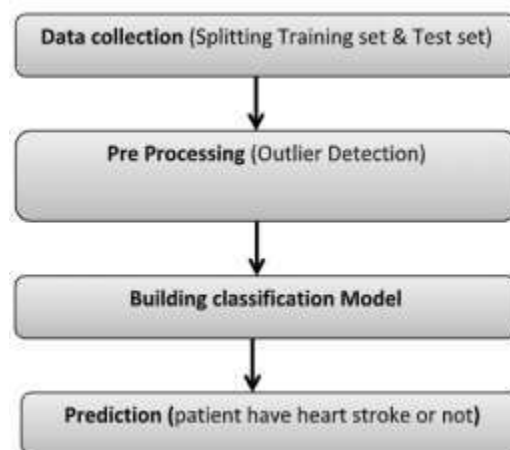 Data collection (Splitting Training set & Test set)
Pre Processing (Outlier Detection)
Building classification Model
Prediction (patient have heart stroke or not)